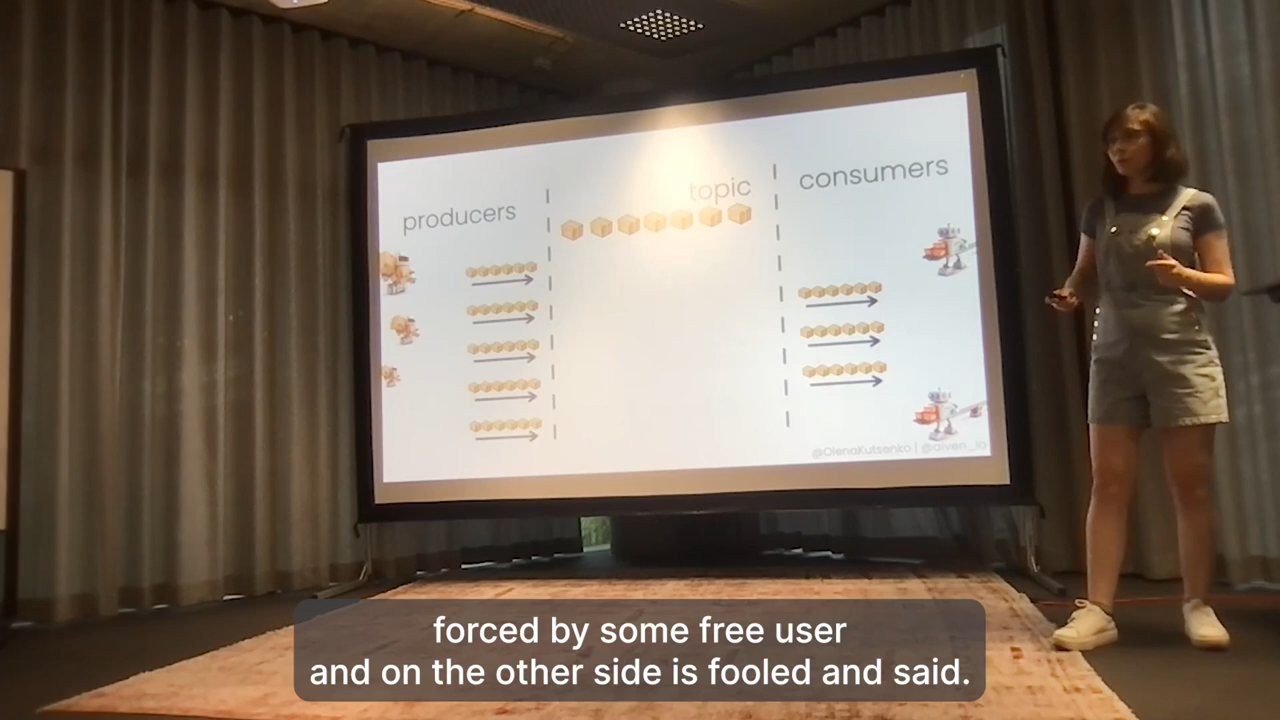 producers
topic
consumers
@OlenaKutsenko | @aiven_io
forced by some free user
and on the other side is fooled and said.